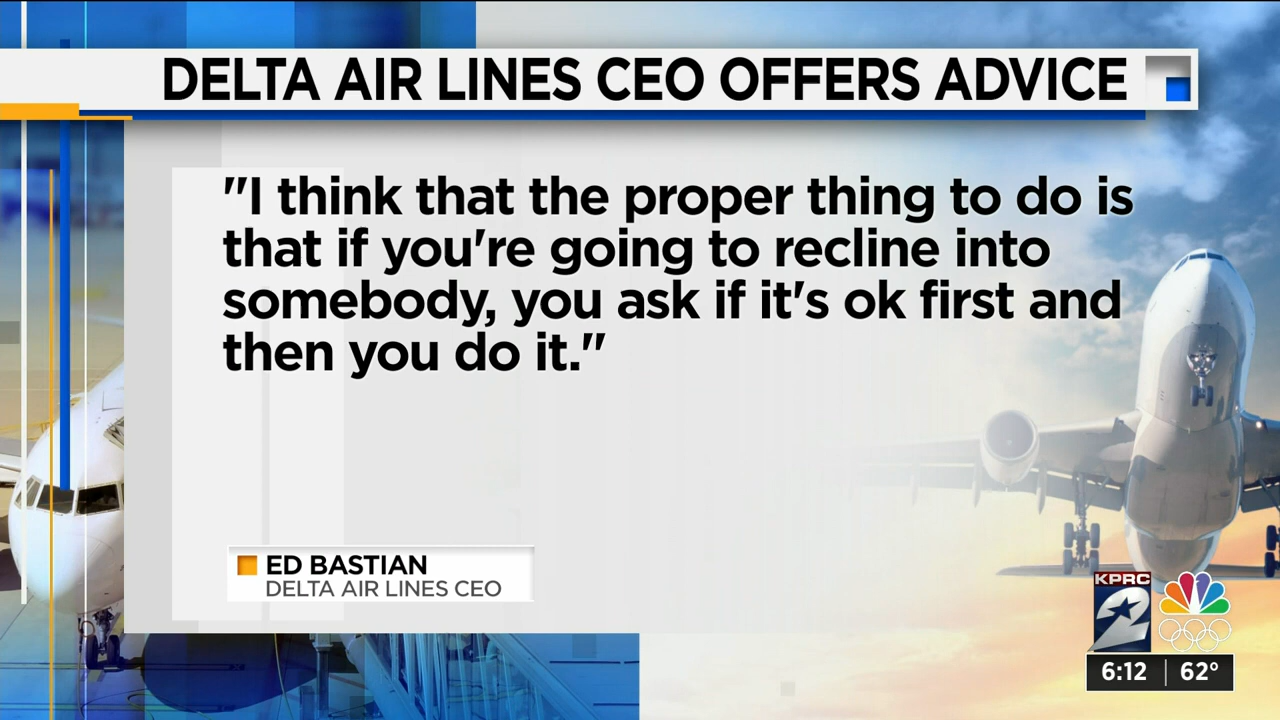 DELTA AIR LINES CEO OFFERS ADVICE
"I think that the proper thing to do is
that if you're going to recline into
somebody, you ask if it's ok first and
then you do it."
ED BASTIAN
DELTA AIR LINES CEO
KPRC
2
6:12 62°